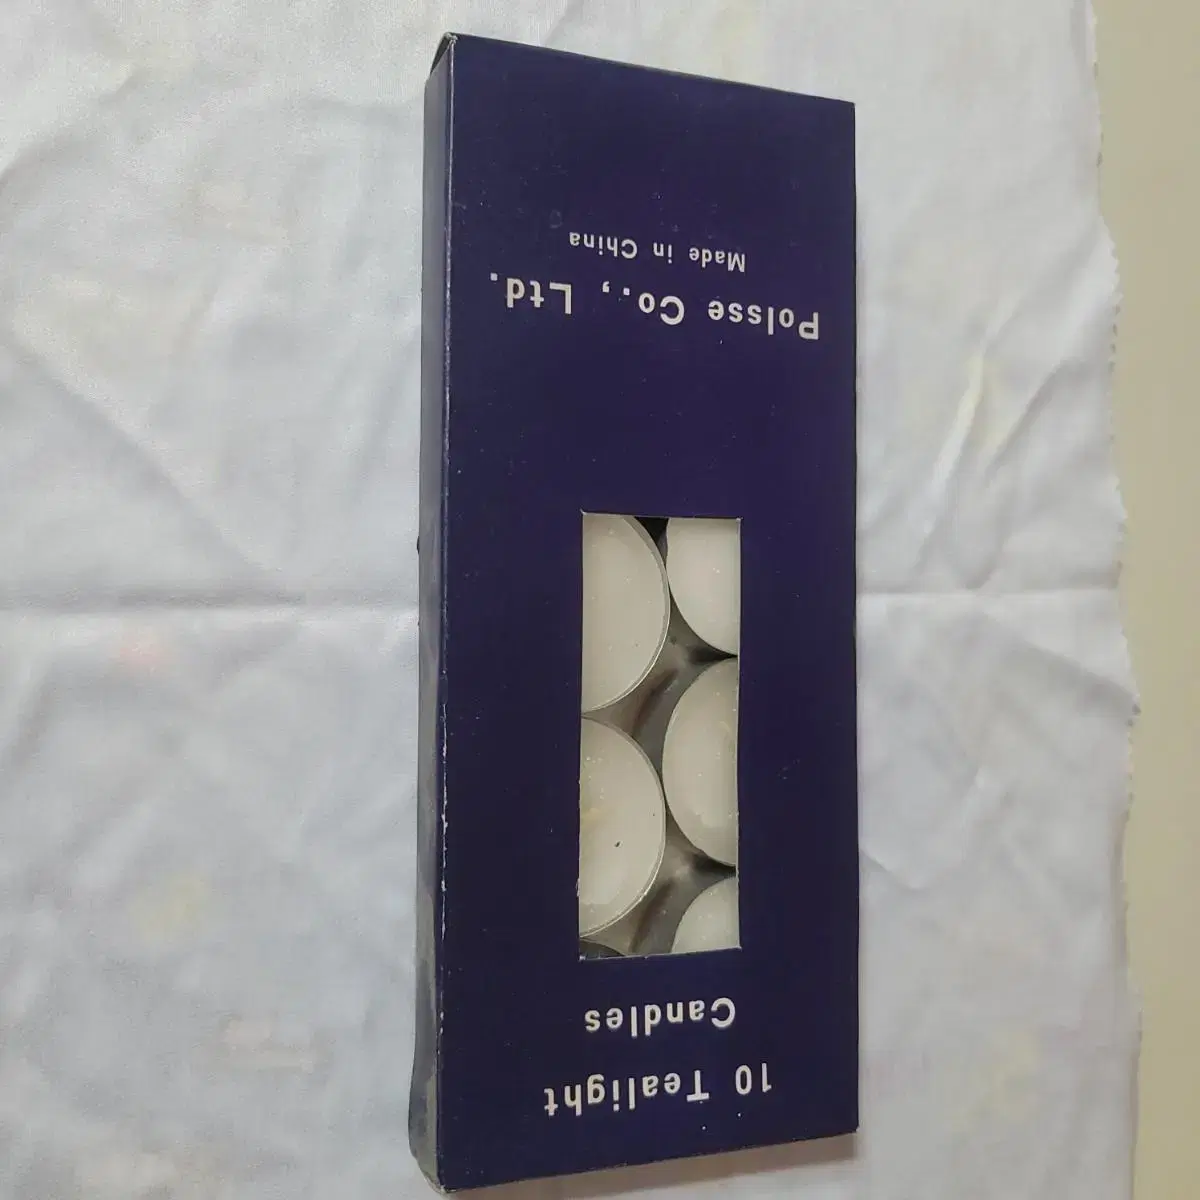 10 Tealight
Candles
Polsse Co., Ltd.
Made in China